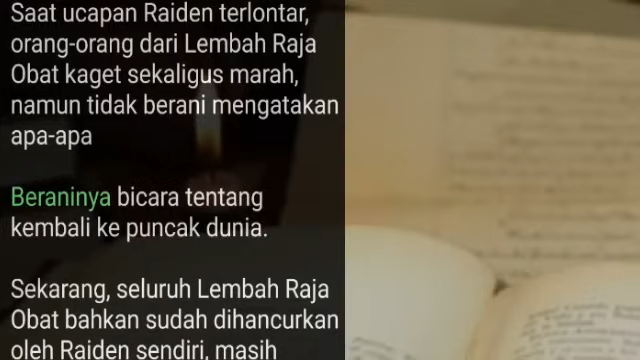 Saat ucapan Raiden terlontar,
orang-orang dari Lembah Raja
Obat kaget sekaligus marah,
namun tidak berani mengatakan
apa-apa
Beraninya bicara tentang
kembali ke puncak dunia.
Sekarang, seluruh Lembah Raja
Obat bahkan sudah dihancurkan
oleh Raiden sendiri, masih